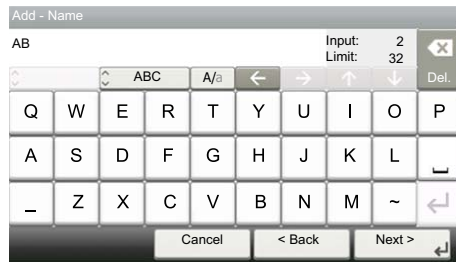 Add - Name
AB
Input: 2
Limit: 32
ABC A/a ← → ↑ ↓ Del.
Q W E R T Y U I O P
A S D F G H J K L ⎵
_ Z X C V B N M ~ ↵
Cancel < Back Next > ↵